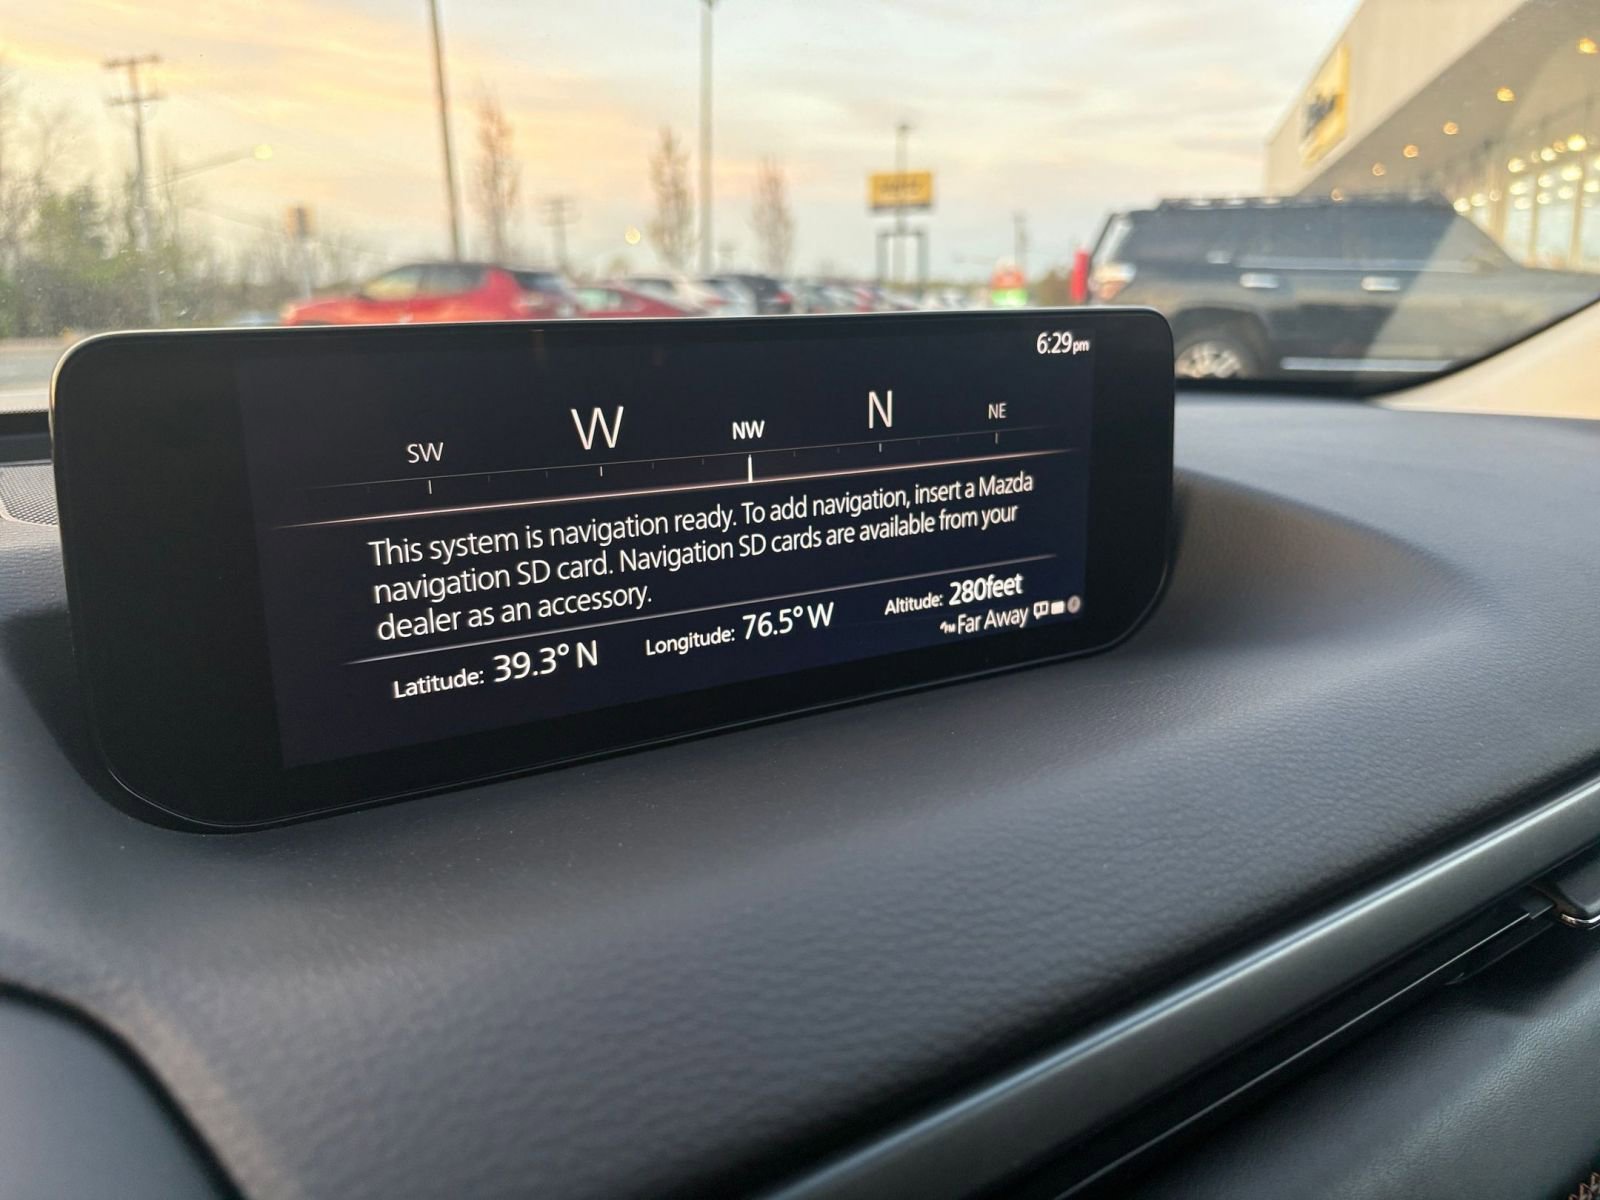 6:29pm
SW W NW N NE
This system is navigation ready. To add navigation, insert a Mazda
navigation SD card. Navigation SD cards are available from your
dealer as an accessory.
Latitude: 39.3° N Longitude: 76.5° W Altitude: 280feet
Far Away